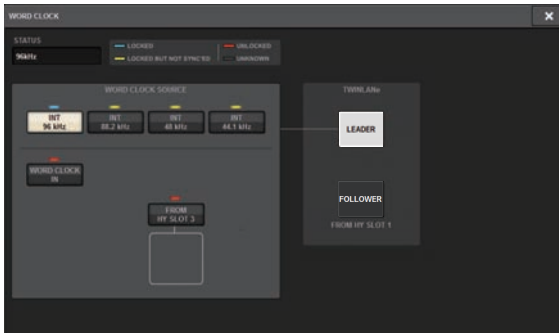 WORD CLOCK
STATUS
96kHz
LOCKED
UNLOCKED
LOCKED BUT NOT SYNC'ED
UNKNOWN
WORD CLOCK SOURCE
TWINLANe
INT
96 kHz
INT
88.2 kHz
INT
48 kHz
INT
44.1 kHz
LEADER
WORD CLOCK
IN
FROM
HY SLOT 3
FOLLOWER
FROM HY SLOT 1